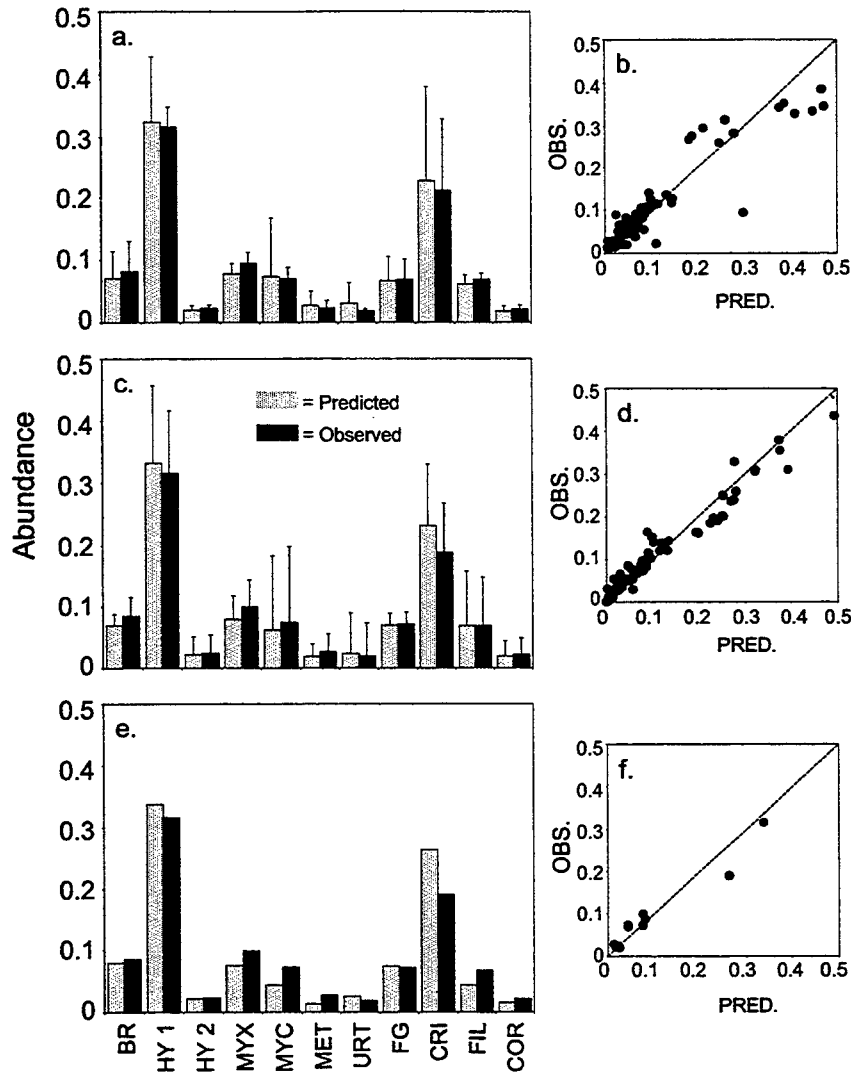 0.5
0.4
0.3
0.2
0.1
0
a.
b.
0.5
0.4
0.3
0.2
0.1
0
OBS.
0 0.1 0.2 0.3 0.4 0.5
PRED.
Abundance
0.5
0.4
0.3
0.2
0.1
0
c.
= Predicted
= Observed
d.
0.5
0.4
0.3
0.2
0.1
0
OBS.
0 0.1 0.2 0.3 0.4 0.5
PRED.
0.5
0.4
0.3
0.2
0.1
0
e.
BR HY 1 HY 2 MYX MYC MET URT FG CRI FIL COR
f.
0.5
0.4
0.3
0.2
0.1
0
OBS.
0 0.1 0.3 0.4 0.5
PRED.